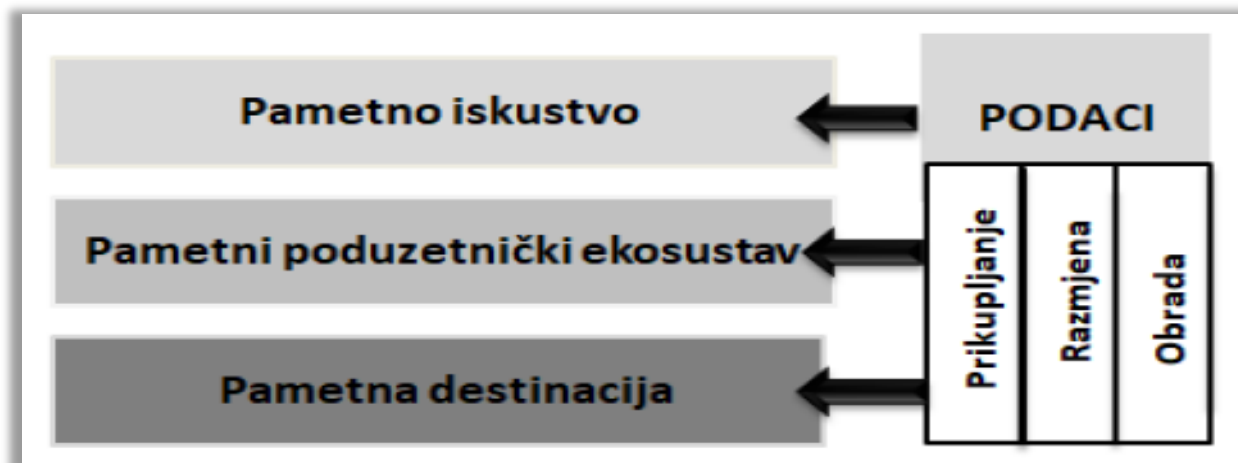 Pametno iskustvo
Pametni poduzetnički ekosustav
Pametna destinacija
PODACI
Prikupljanje
Razmjena
Obrada